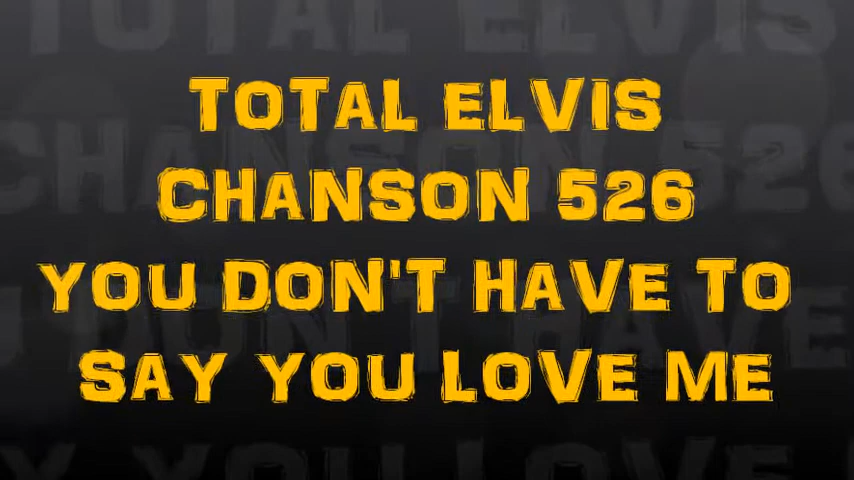 TOTAL ELVIS
CHANSON 526
YOU DON'T HAVE TO
SAY YOU LOVE ME